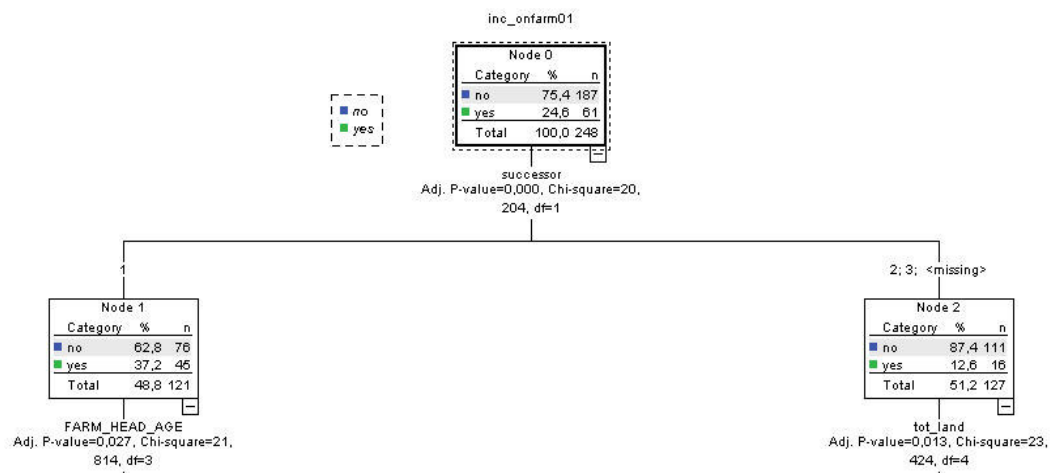 inc_onfarm01
Node 0
Category % n
no 75,4 187
yes 24,6 61
Total 100,0 248
no
yes
successor
Adj. P-value=0,000, Chi-square=20,
204, df=1
1
2; 3; <missing>
Node 1
Category % n
no 62,8 76
yes 37,2 45
Total 48,8 121
Node 2
Category % n
no 87,4 111
yes 12,6 16
Total 51,2 127
FARM_HEAD_AGE
Adj. P-value=0,027, Chi-square=21,
814, df=3
tot_land
Adj. P-value=0,013, Chi-square=23,
424, df=4